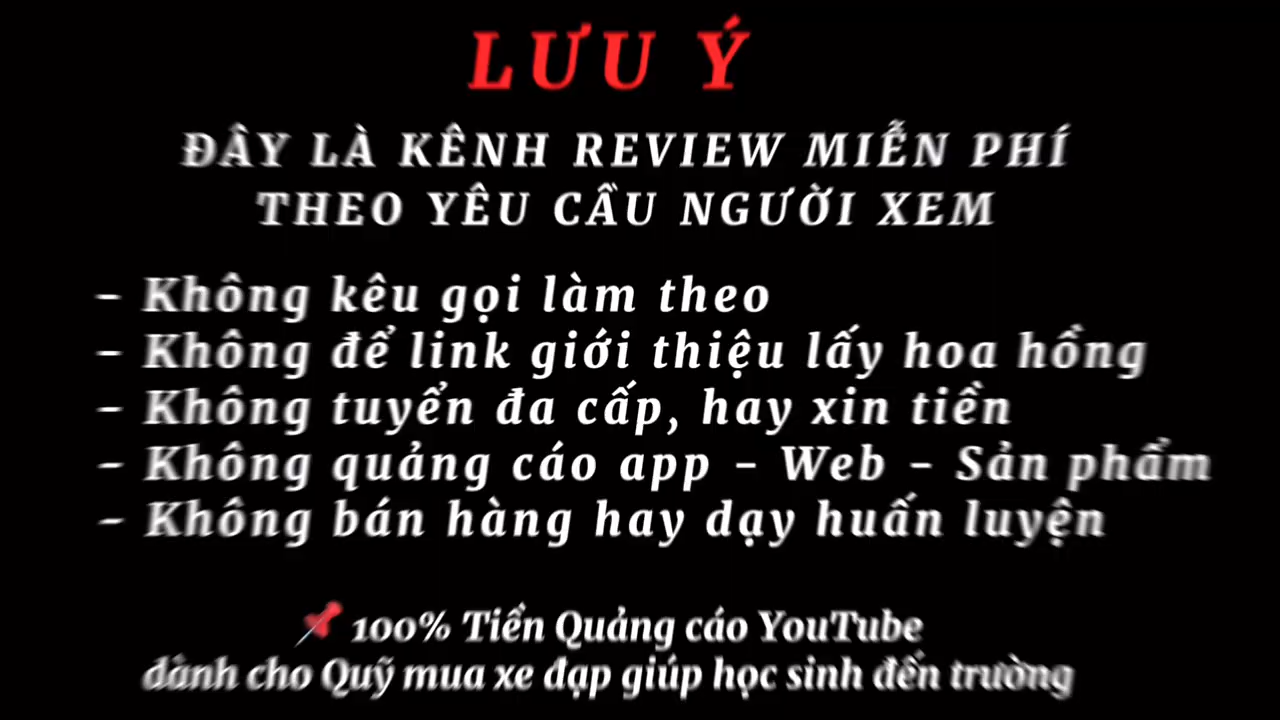 LƯU Ý
ĐÂY LÀ KÊNH REVIEW MIỄN PHÍ
THEO YÊU CẦU NGƯỜI XEM
- Không kêu gọi làm theo
- Không để link giới thiệu lấy hoa hồng
- Không tuyển đa cấp, hay xin tiền
- Không quảng cáo app - Web - Sản phẩm
- Không bán hàng hay dạy huấn luyện
📌 100% Tiền Quảng cáo YouTube
dành cho Quỹ mua xe đạp giúp học sinh đến trường